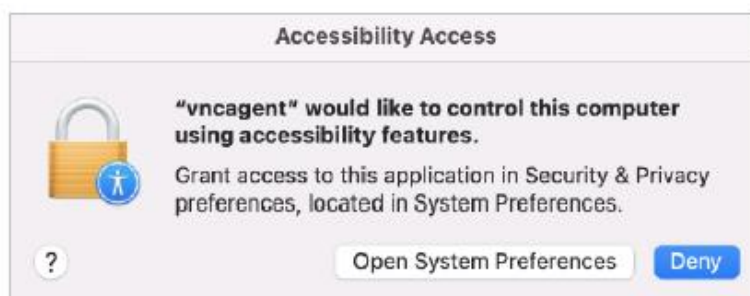 Accessibility Access
“vncagent” would like to control this computer
using accessibility features.
Grant access to this application in Security & Privacy
preferences, located in System Preferences.
? Open System Preferences Deny